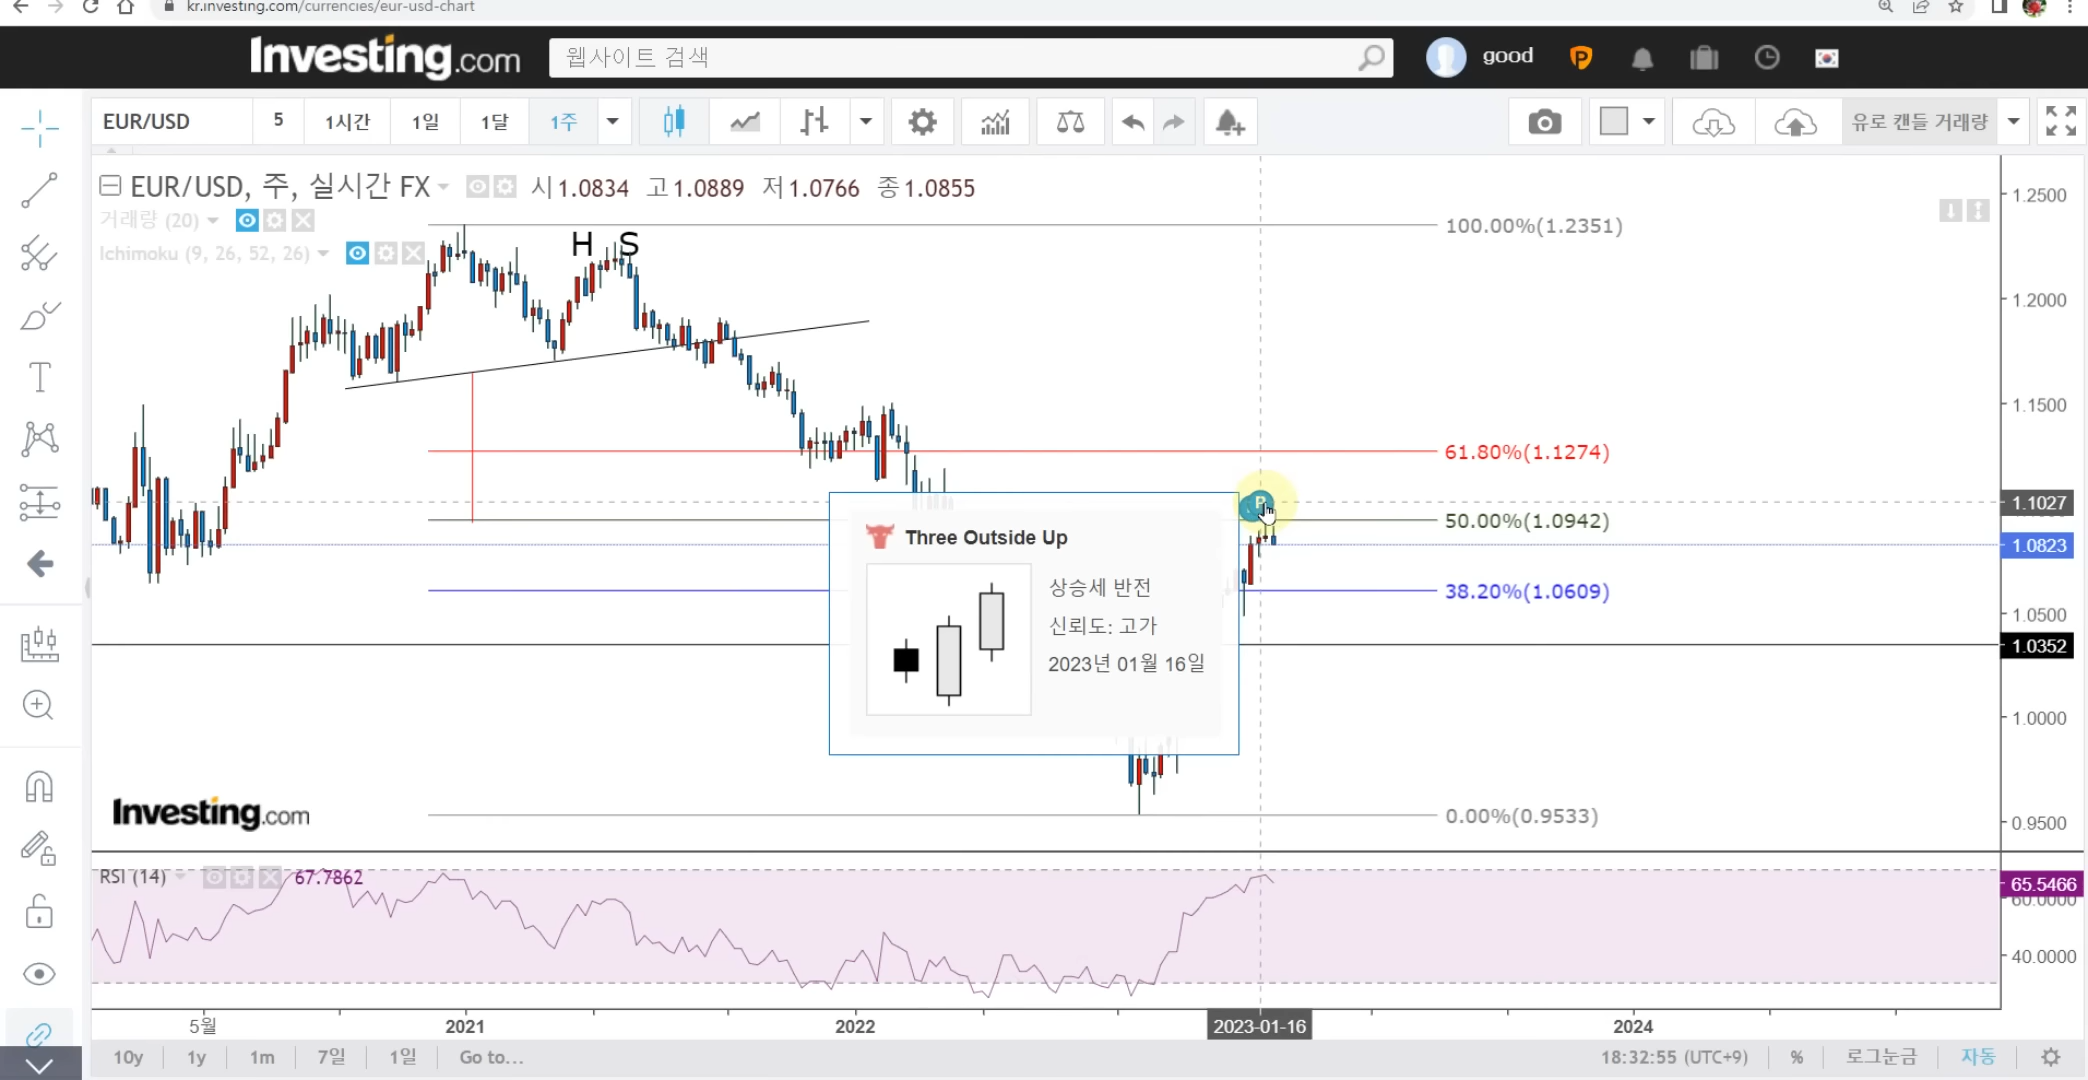 kr.investing.com/currencies/eur-usd-chart
Investing.com
웹사이트 검색
good
P
EUR/USD 5 1시간 1일 1달 1주
유로 캔들 거래량
EUR/USD, 주, 실시간 FX 시1.0834 고1.0889 저1.0766 종1.0855
거래량 (20)
Ichimoku (9, 26, 52, 26)
H S
100.00%(1.2351)
61.80%(1.1274)
50.00%(1.0942)
38.20%(1.0609)
0.00%(0.9533)
P
Three Outside Up
상승세 반전
신뢰도: 고가
2023년 01월 16일
1.2500
1.2000
1.1500
1.1027
1.0823
1.0500
1.0352
1.0000
0.9500
Investing.com
RSI (14) 67.7862
65.5466
60.0000
40.0000
5월 2021 2022 2023-01-16 2024
10y 1y 1m 7일 1일 Go to...
18:32:55 (UTC+9) % 로그눈금 자동